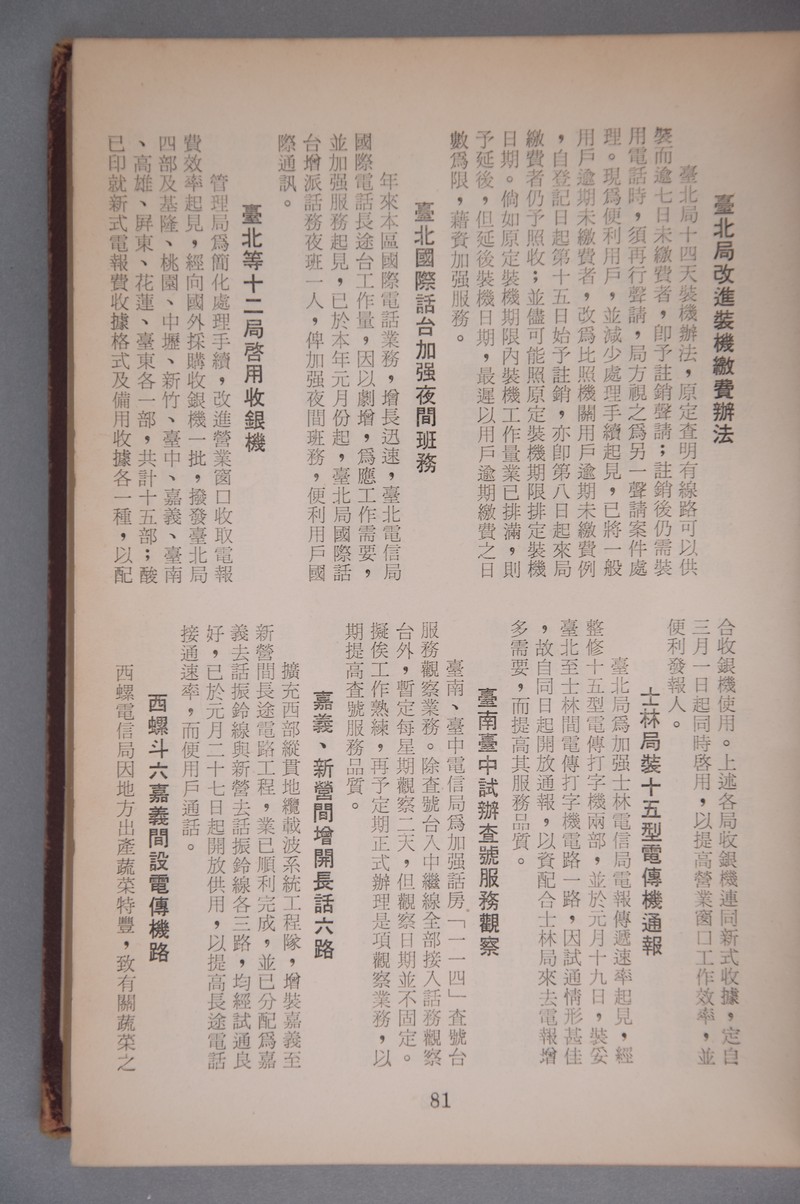 臺北局改進裝機繳費辦法
臺北局十四天裝機辦法，原定查明有線路可以供
裝而逾七日未繳費者，卽予註銷聲請；註銷後仍需裝
用電話時，須再行聲請，局方視之爲另一聲請案件處
理。現爲便利用戶，並減少處理手續起見，已將一般
用戶逾期未繳費者，改爲比照機關用戶逾期未繳費例
，自登記日起第十五日始予註銷，亦卽第八日起來局
繳費者仍予照收；並儘可能照原定裝機期限排定裝機
日期。倘如原定裝機期限內裝機工作量業已排滿，則
予延後，但延後裝機日期，最遲以用戶逾期繳費之日
數爲限，藉資加强服務。
臺北國際話台加强夜間班務
年來本區國際電話業務，增長迅速，臺北電信局
國際電話長途台工作量，因以劇增，爲應工作需要，
並加强服務起見，已於本年元月份起，臺北局國際話
台增派話務夜班一人，俾加强夜間班務，便利用戶國
際通訊。
臺北等十二局啓用收銀機
管理局爲簡化處理手續，改進營業窗口收取電報
費效率起見，經向國外採購收銀機一批，撥發臺北局
四部及基隆、桃園、中壢、新竹、臺中、嘉義、臺南
、高雄、屏東、花蓮、臺東各一部，共計十五部；酸
已印就新式電報費收據格式及備用收據各一種，以配
合收銀機使用。上述各局收銀機連同新式收據，定自
三月一日起同時啓用，以提高營業窗口工作效率，並
便利發報人。
士林局裝十五型電傳機通報
臺北局爲加强士林電信局電報傳遞速率起見，經
整修十五型電傳打字機兩部，並於元月十九日，裝妥
臺北至士林間電傳打字機電路一路，因試通情形甚佳
，故自同日起開放通報，以資配合士林局來去電報增
多需要，而提高其服務品質。
臺南臺中試辦查號服務觀察
臺南、臺中電信局爲加强話房「一一四」查號台
服務觀察業務。除查號台入中繼線全部接入話務觀察
台外，暫定每星期觀察二天，但觀察日期並不固定。
擬俟工作熟練，再予定期正式辦理是項觀察業務，以
期提高查號服務品質。
嘉義、新營間增開長話六路
擴充西部縱貫地纜載波系統工程隊，增裝嘉義至
新營間長途電路工程，業已順利完成，並已分配爲嘉
義去話振鈴線與新營去話振鈴線各三路，均經試通良
好，已於元月二十七日起開放供用，以提高長途電話
接通速率，而便用戶通話。
西螺斗六嘉義間設電傳機路
西螺電信局因地方出產蔬菜特豐，致有關蔬菜之
81